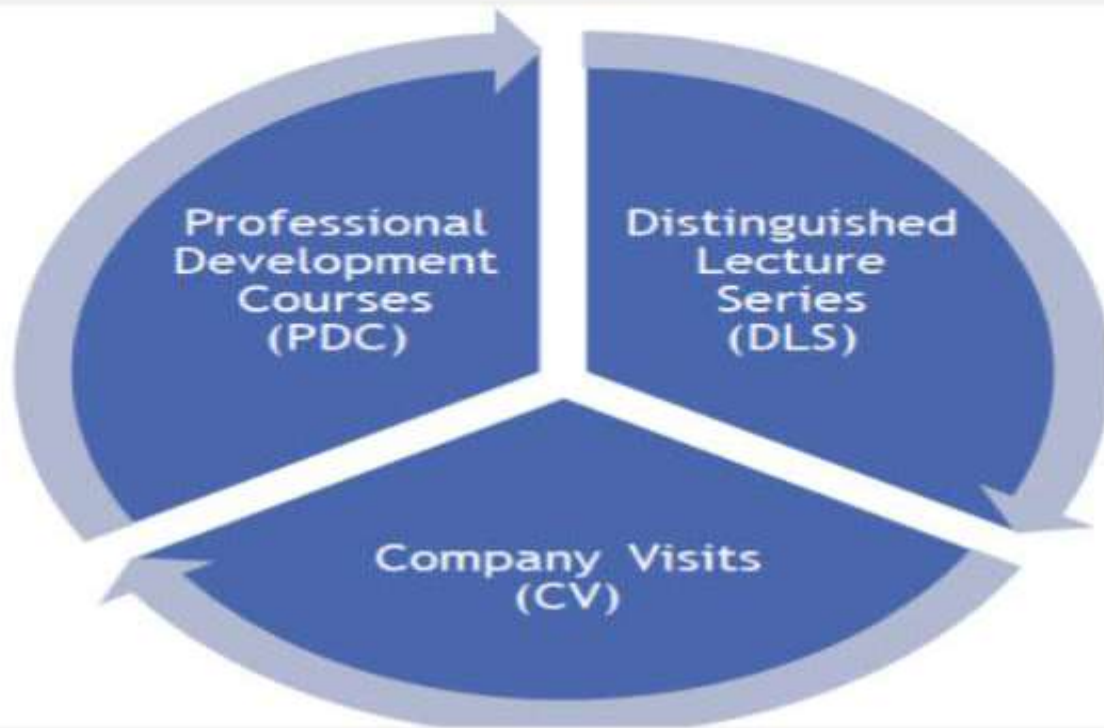 Professional
Development
Courses
(PDC)
Distinguished
Lecture
Series
(DLS)
Company Visits
(CV)